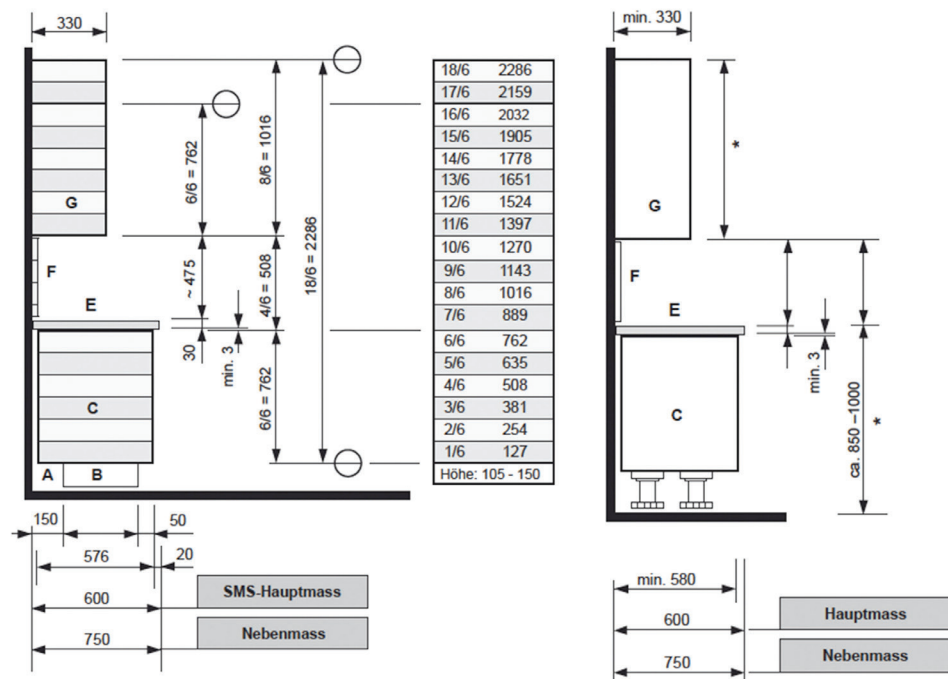 330
6/6 = 762
8/6 = 1016
18/6 = 2286
~ 475
4/6 = 508
30
min. 3
6/6 = 762
G
F
E
C
A
B
18/6 2286
17/6 2159
16/6 2032
15/6 1905
14/6 1778
13/6 1651
12/6 1524
11/6 1397
10/6 1270
9/6 1143
8/6 1016
7/6 889
6/6 762
5/6 635
4/6 508
3/6 381
2/6 254
1/6 127
Höhe: 105 - 150
150
50
576
20
600
SMS-Hauptmass
750
Nebenmass
min. 330
*
G
F
E
min. 3
C
ca. 850 –1000
*
min. 580
600
Hauptmass
750
Nebenmass